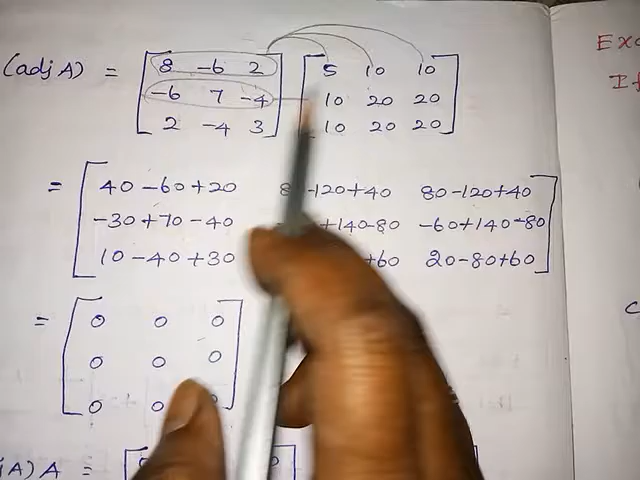 (adj A) = [ 8 -6 2 [ 5 10 10
-6 7 -4 10 20 20
2 -4 3 ] 10 20 20 ]
= [ 40 -60+20 -120+40 80-120+40
-30+70-40 +140-80 -60+140-80
10-40+30 +60 20-80+60 ]
= [ 0 0 0
0 0 0
0 0 ]
A) A = [
Ex
If